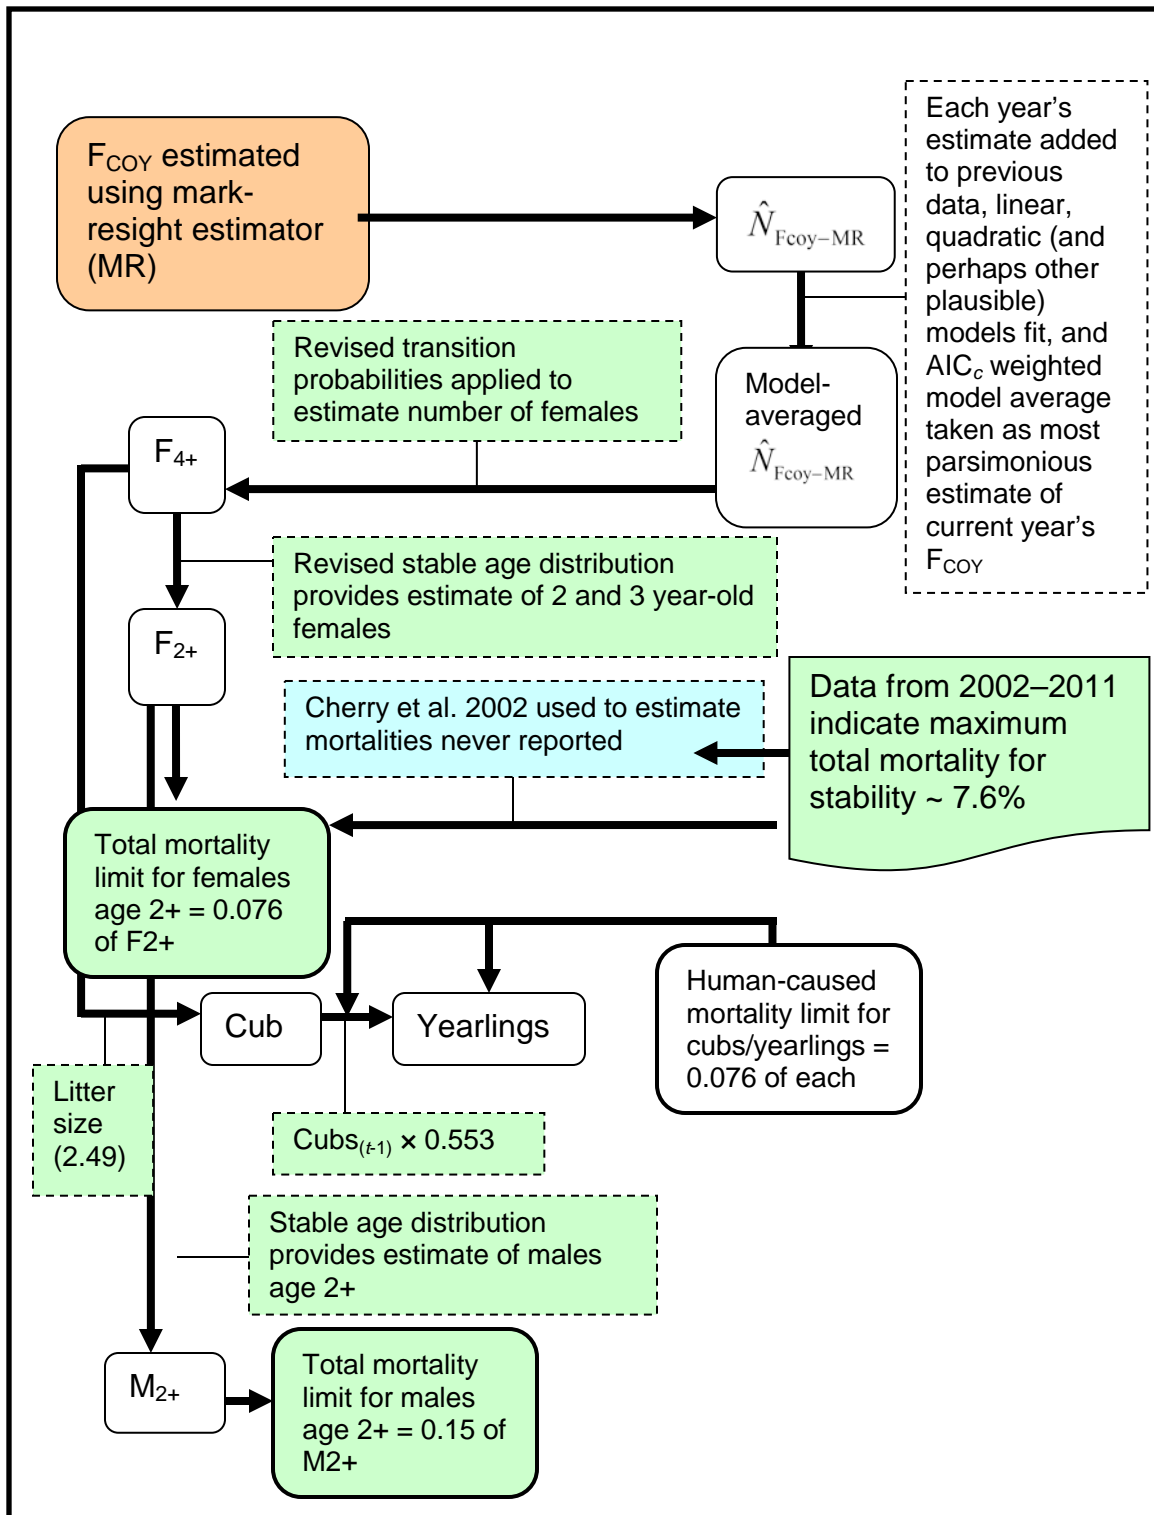 F_COY estimated
using mark-
resight estimator
(MR)
N̂_Fcoy–MR
Each year's
estimate added
to previous
data, linear,
quadratic (and
perhaps other
plausible)
models fit, and
AIC_c weighted
model average
taken as most
parsimonious
estimate of
current year's
F_COY
Revised transition
probabilities applied to
estimate number of females
Model-
averaged
N̂_Fcoy–MR
F_4+
Revised stable age distribution
provides estimate of 2 and 3 year-old
females
F_2+
Cherry et al. 2002 used to estimate
mortalities never reported
Data from 2002–2011
indicate maximum
total mortality for
stability ~ 7.6%
Total mortality
limit for females
age 2+ = 0.076
of F2+
Cub
Yearlings
Human-caused
mortality limit for
cubs/yearlings =
0.076 of each
Litter
size
(2.49)
Cubs_(t-1) × 0.553
Stable age distribution
provides estimate of males
age 2+
M_2+
Total mortality
limit for males
age 2+ = 0.15 of
M2+